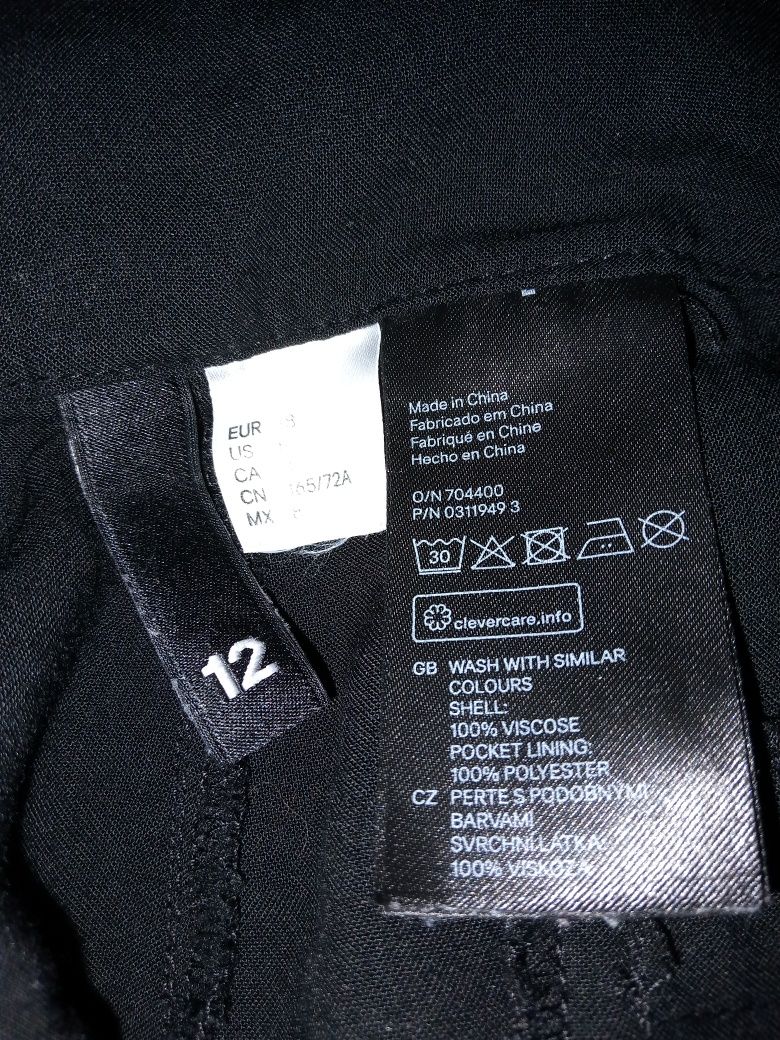 12
EUR
US
CA
CN 165/72A
MX
Made in China
Fabricado em China
Fabriqué en Chine
Hecho en China
O/N 704400
P/N 0311949 3
30
clevercare.info
GB WASH WITH SIMILAR
COLOURS
SHELL:
100% VISCOSE
POCKET LINING:
100% POLYESTER
CZ PERTE S PODOBNÝMI
BARVAMI
SVRCHNÍ LÁTKA:
100% VISKÓZA